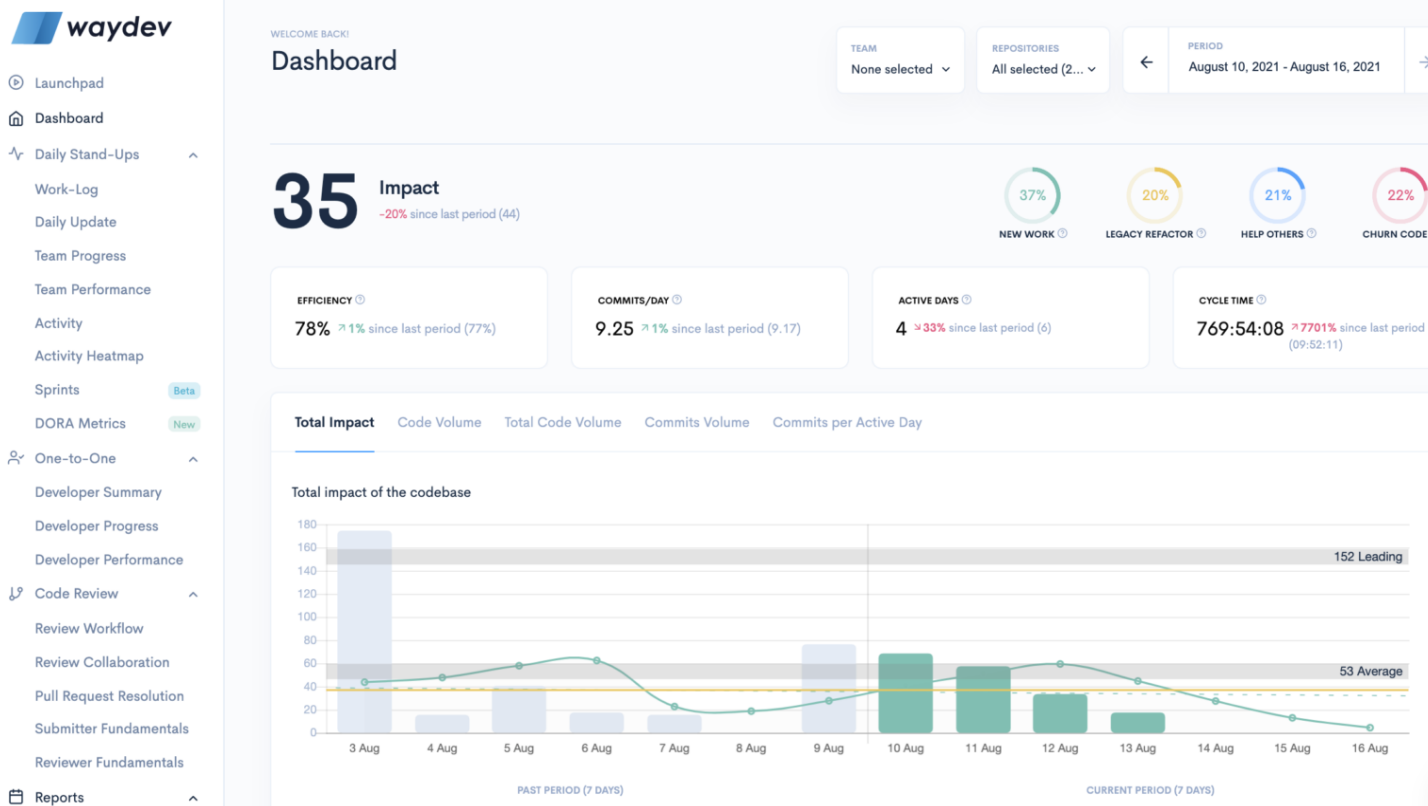 waydev
Launchpad
Dashboard
Daily Stand-Ups
Work-Log
Daily Update
Team Progress
Team Performance
Activity
Activity Heatmap
Sprints Beta
DORA Metrics New
One-to-One
Developer Summary
Developer Progress
Developer Performance
Code Review
Review Workflow
Review Collaboration
Pull Request Resolution
Submitter Fundamentals
Reviewer Fundamentals
Reports
WELCOME BACK!
Dashboard
TEAM
None selected
REPOSITORIES
All selected (2...
PERIOD
August 10, 2021 - August 16, 2021
35
Impact
-20% since last period (44)
37%
NEW WORK
20%
LEGACY REFACTOR
21%
HELP OTHERS
22%
CHURN CODE
EFFICIENCY
78% 1% since last period (77%)
COMMITS/DAY
9.25 1% since last period (9.17)
ACTIVE DAYS
4 33% since last period (6)
CYCLE TIME
769:54:08 7701% since last period
(09:52:11)
Total Impact Code Volume Total Code Volume Commits Volume Commits per Active Day
Total impact of the codebase
180
160
152 Leading
140
120
100
80
60
53 Average
40
20
0
3 Aug 4 Aug 5 Aug 6 Aug 7 Aug 8 Aug 9 Aug 10 Aug 11 Aug 12 Aug 13 Aug 14 Aug 15 Aug 16 Aug
PAST PERIOD (7 DAYS) CURRENT PERIOD (7 DAYS)